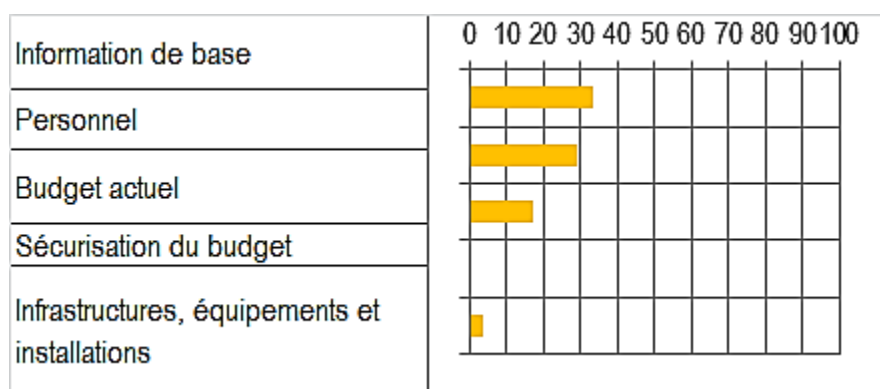 0 10 20 30 40 50 60 70 80 90 100
Information de base
Personnel
Budget actuel
Sécurisation du budget
Infrastructures, équipements et
installations